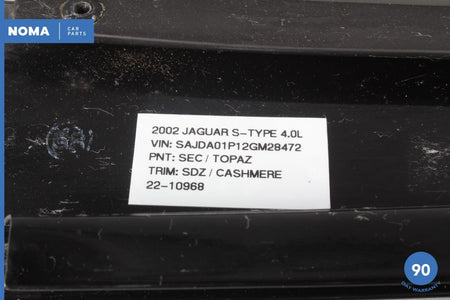 NOMA CAR PARTS
2002 JAGUAR S-TYPE 4.0L
VIN: SAJDA01P12GM28472
PNT: SEC / TOPAZ
TRIM: SDZ / CASHMERE
22-10968
90
DAY WARRANTY